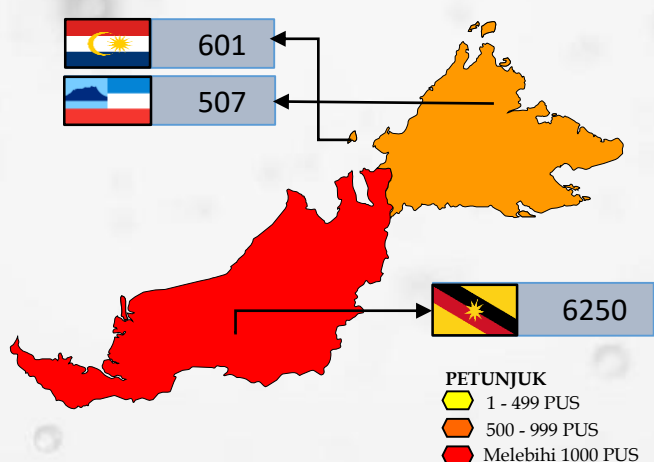 601
507
6250
PETUNJUK
1 - 499 PUS
500 - 999 PUS
Melebihi 1000 PUS